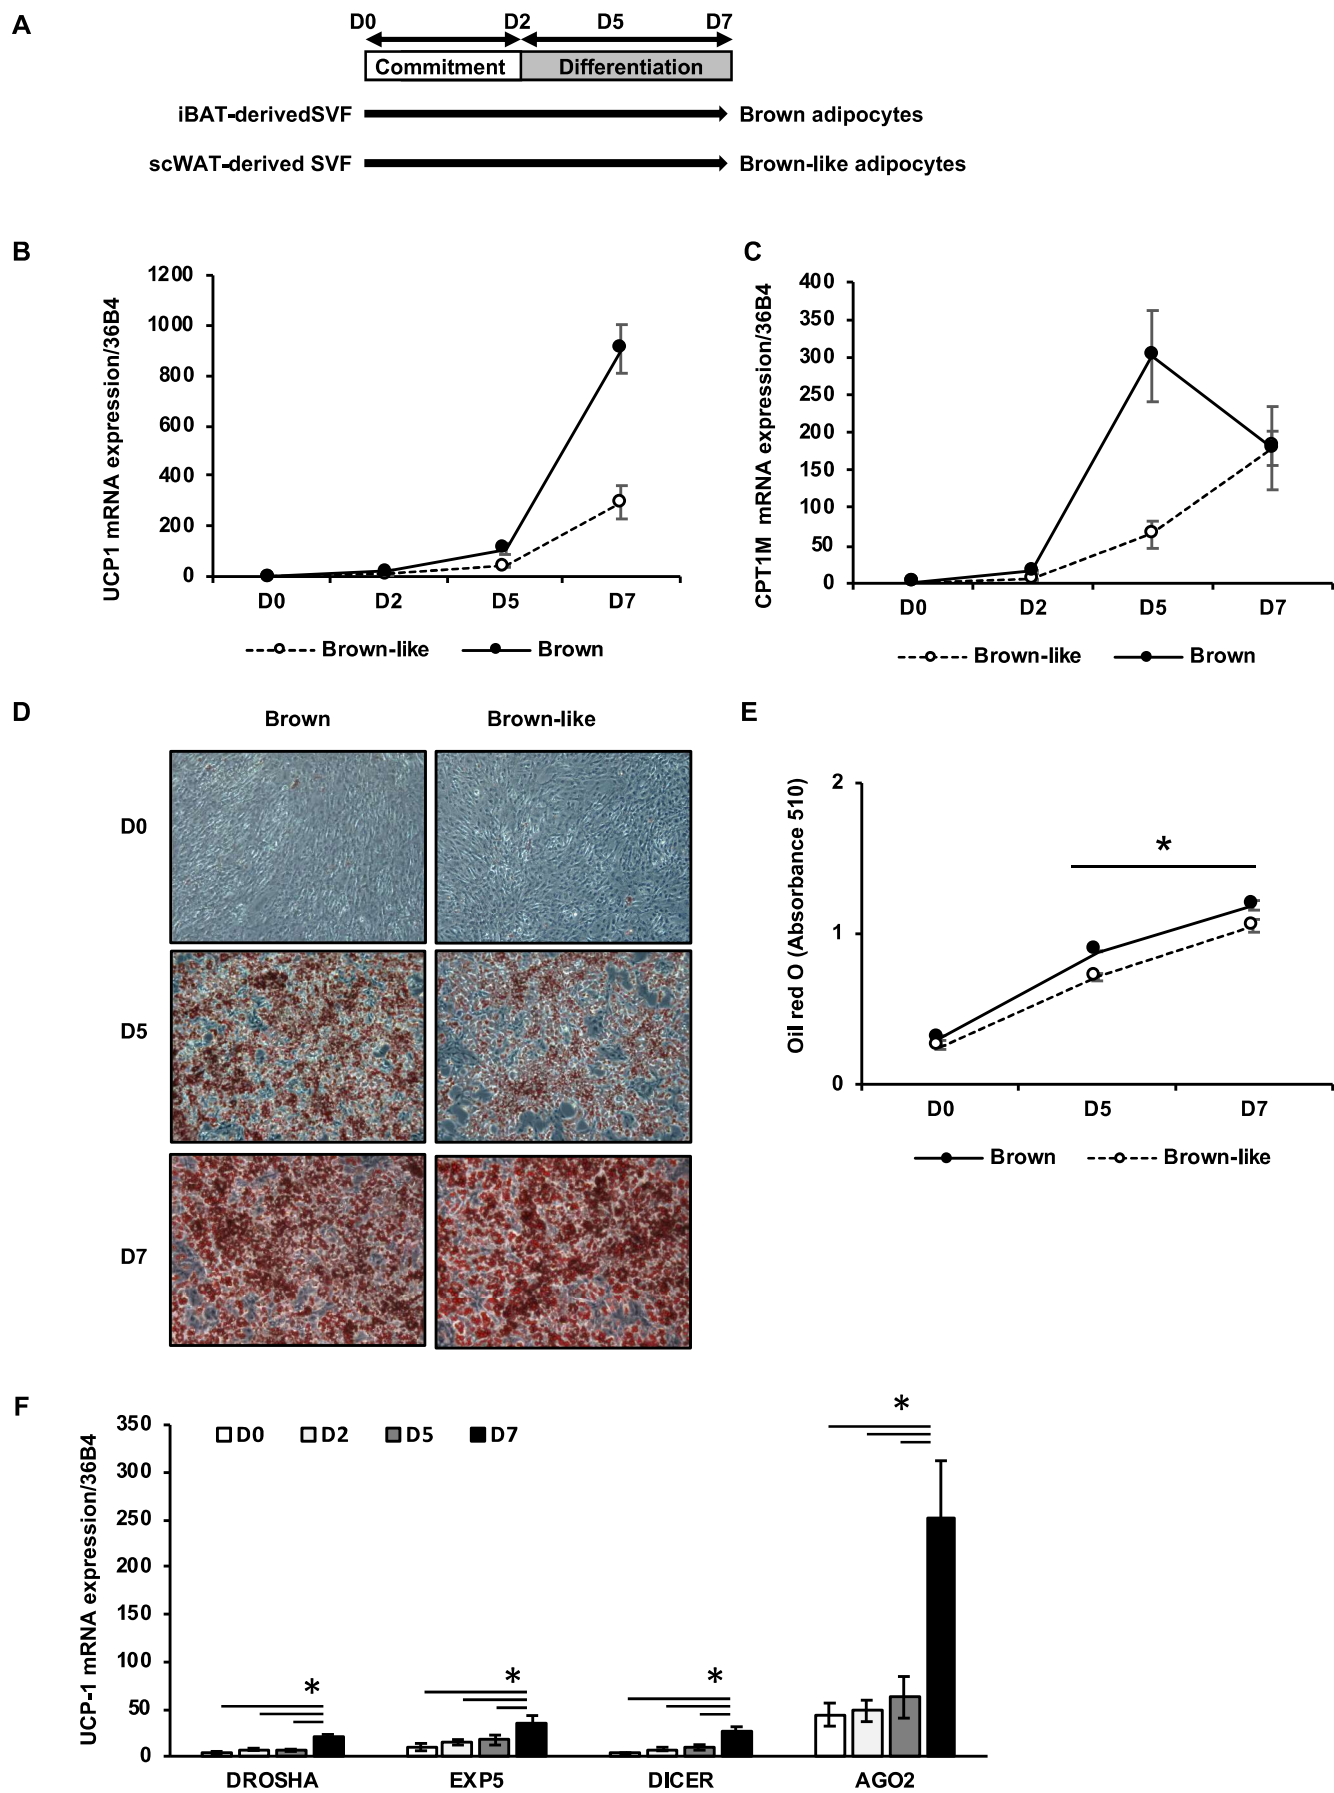 A
D0 D2 D5 D7
Commitment Differentiation
iBAT-derivedSVF Brown adipocytes
scWAT-derived SVF Brown-like adipocytes
B
UCP1 mRNA expression/36B4
1200
1000
800
600
400
200
0
D0 D2 D5 D7
Brown-like Brown
C
CPT1M mRNA expression/36B4
400
350
300
250
200
150
100
50
0
D0 D2 D5 D7
Brown-like Brown
D
Brown Brown-like
D0
D5
D7
E
Oil red O (Absorbance 510)
2
1
0
*
D0 D5 D7
Brown Brown-like
F
UCP-1 mRNA expression/36B4
350
300
250
200
150
100
50
0
D0 D2 D5 D7
* * * *
DROSHA EXP5 DICER AGO2